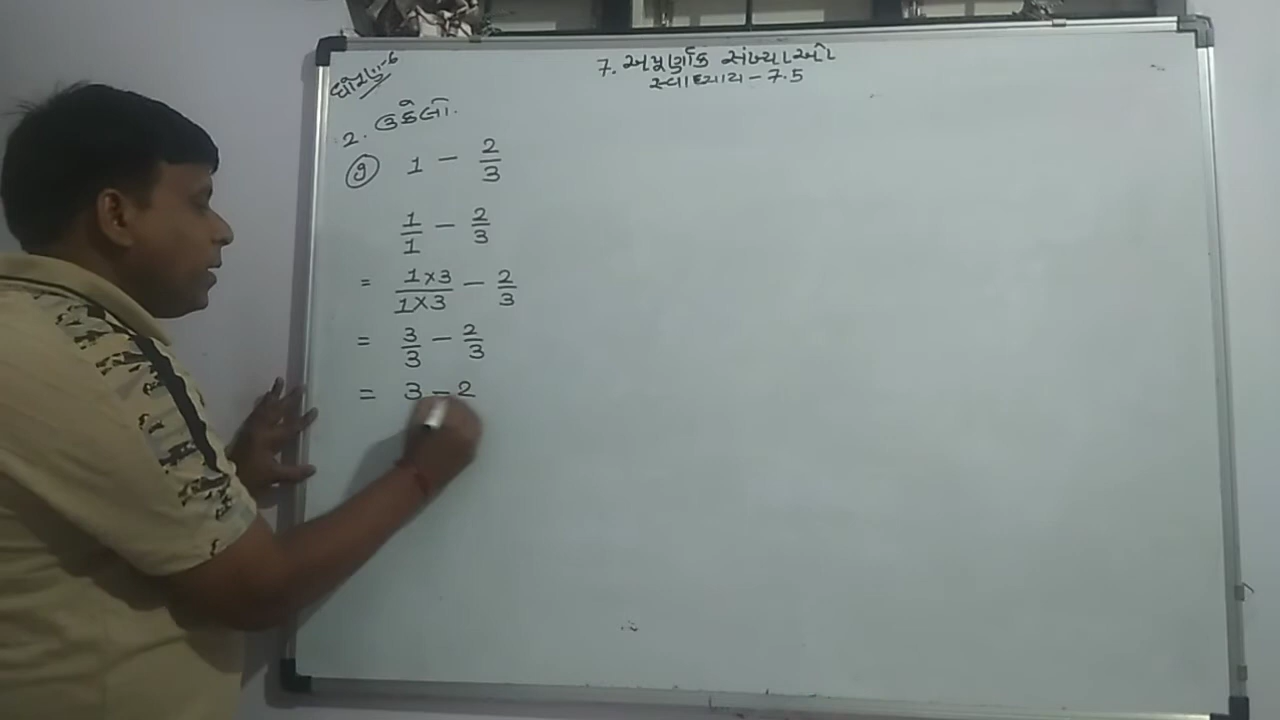 ધોરણ-6
7. અપૂર્ણાંક સંખ્યાઓ
સ્વાધ્યાય - 7.5
2. ઉકેલો.
g 1 - 2/3
1/1 - 2/3
= 1×3/1×3 - 2/3
= 3/3 - 2/3
= 3 - 2